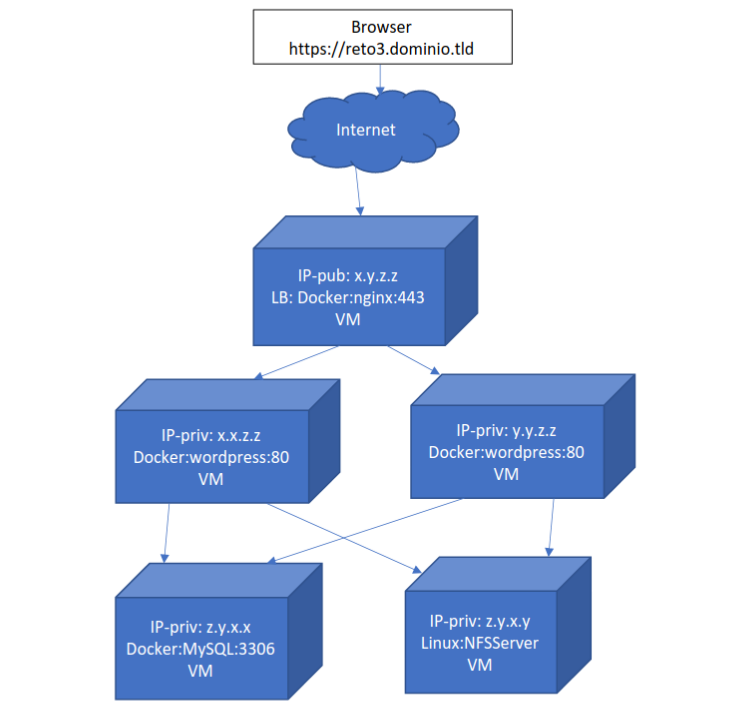 Browser
https://reto3.dominio.tld
Internet
IP-pub: x.y.z.z
LB: Docker:nginx:443
VM
IP-priv: x.x.z.z
Docker:wordpress:80
VM
IP-priv: y.y.z.z
Docker:wordpress:80
VM
IP-priv: z.y.x.x
Docker:MySQL:3306
VM
IP-priv: z.y.x.y
Linux:NFSServer
VM